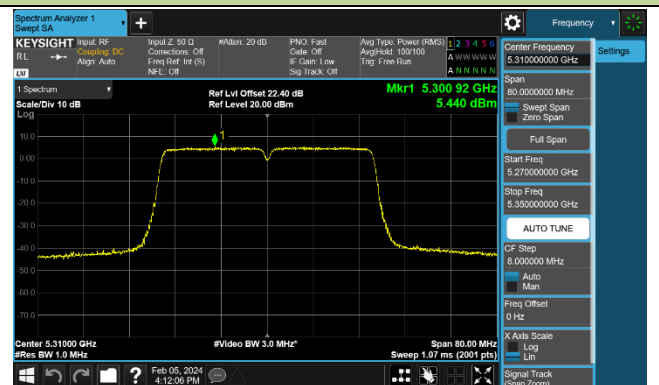 Spectrum Analyzer 1
Swept SA
Frequency
KEYSIGHT
RL
LXI
Input: RF
Coupling: DC
Align: Auto
Input Z: 50 Ω
Corrections: Off
Freq Ref: Int (S)
NFE: Off
#Atten: 20 dB
PNO: Fast
Gate: Off
IF Gain: Low
Sig Track: Off
Avg Type: Power (RMS)
Avg|Hold: 100/100
Trig: Free Run
1 2 3 4 5 6
A W W W W W
A N N N N N
1 Spectrum
Scale/Div 10 dB
Log
Ref Lvl Offset 22.40 dB
Ref Level 20.00 dBm
Mkr1 5.300 92 GHz
5.440 dBm
1
10.0
0.00
-10.0
-20.0
-30.0
-40.0
-50.0
-60.0
-70.0
Center 5.31000 GHz
#Res BW 1.0 MHz
#Video BW 3.0 MHz*
Span 80.00 MHz
Sweep 1.07 ms (2001 pts)
Center Frequency
5.310000000 GHz
Settings
Span
80.0000000 MHz
Swept Span
Zero Span
Full Span
Start Freq
5.270000000 GHz
Stop Freq
5.350000000 GHz
AUTO TUNE
CF Step
8.000000 MHz
Auto
Man
Freq Offset
0 Hz
X Axis Scale
Log
Lin
Signal Track
(Span Zoom)
Feb 05, 2024
4:12:06 PM